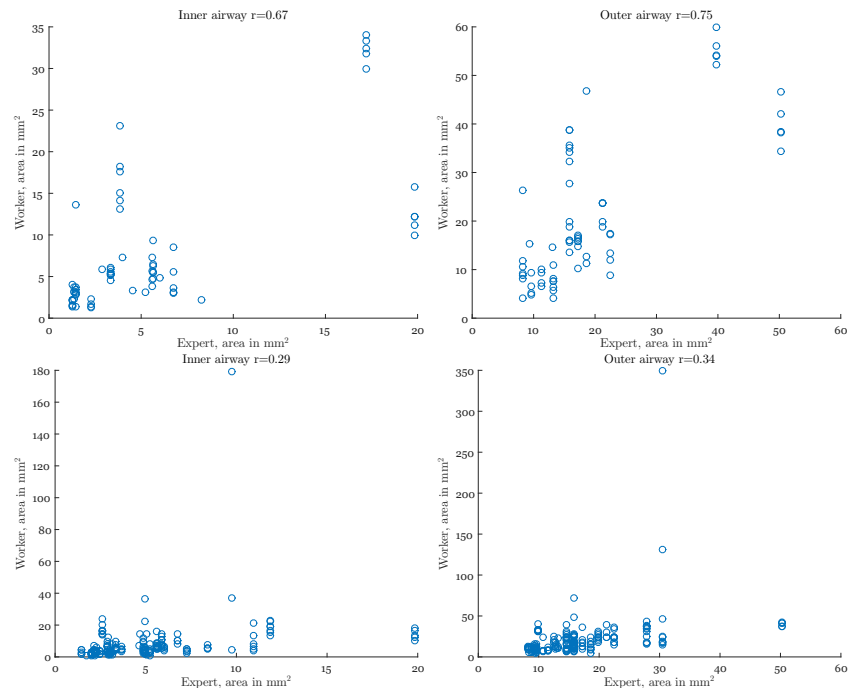 Inner airway r=0.67
Worker, area in mm²
35
30
25
20
15
10
5
0
0 5 10 15 20
Expert, area in mm²
Outer airway r=0.75
Worker, area in mm²
60
50
40
30
20
10
0
0 10 20 30 40 50 60
Expert, area in mm²
Inner airway r=0.29
Worker, area in mm²
180
160
140
120
100
80
60
40
20
0
0 5 10 15 20
Expert, area in mm²
Outer airway r=0.34
Worker, area in mm²
350
300
250
200
150
100
50
0
0 10 20 30 40 50 60
Expert, area in mm²